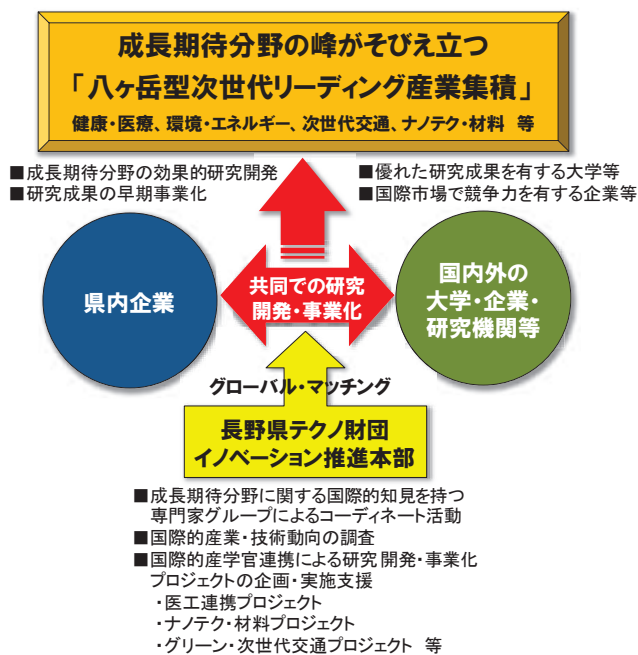 成長期待分野の峰がそびえ立つ
「八ヶ岳型次世代リーディング産業集積」
健康・医療、環境・エネルギー、次世代交通、ナノテク・材料 等
■成長期待分野の効果的研究開発
■研究成果の早期事業化
■優れた研究成果を有する大学等
■国際市場で競争力を有する企業等
県内企業
共同での研究
開発・事業化
国内外の
大学・企業・
研究機関等
グローバル・マッチング
長野県テクノ財団
イノベーション推進本部
■成長期待分野に関する国際的知見を持つ
専門家グループによるコーディネート活動
■国際的産業・技術動向の調査
■国際的産学官連携による研究開発・事業化
プロジェクトの企画・実施支援
・医工連携プロジェクト
・ナノテク・材料プロジェクト
・グリーン・次世代交通プロジェクト 等